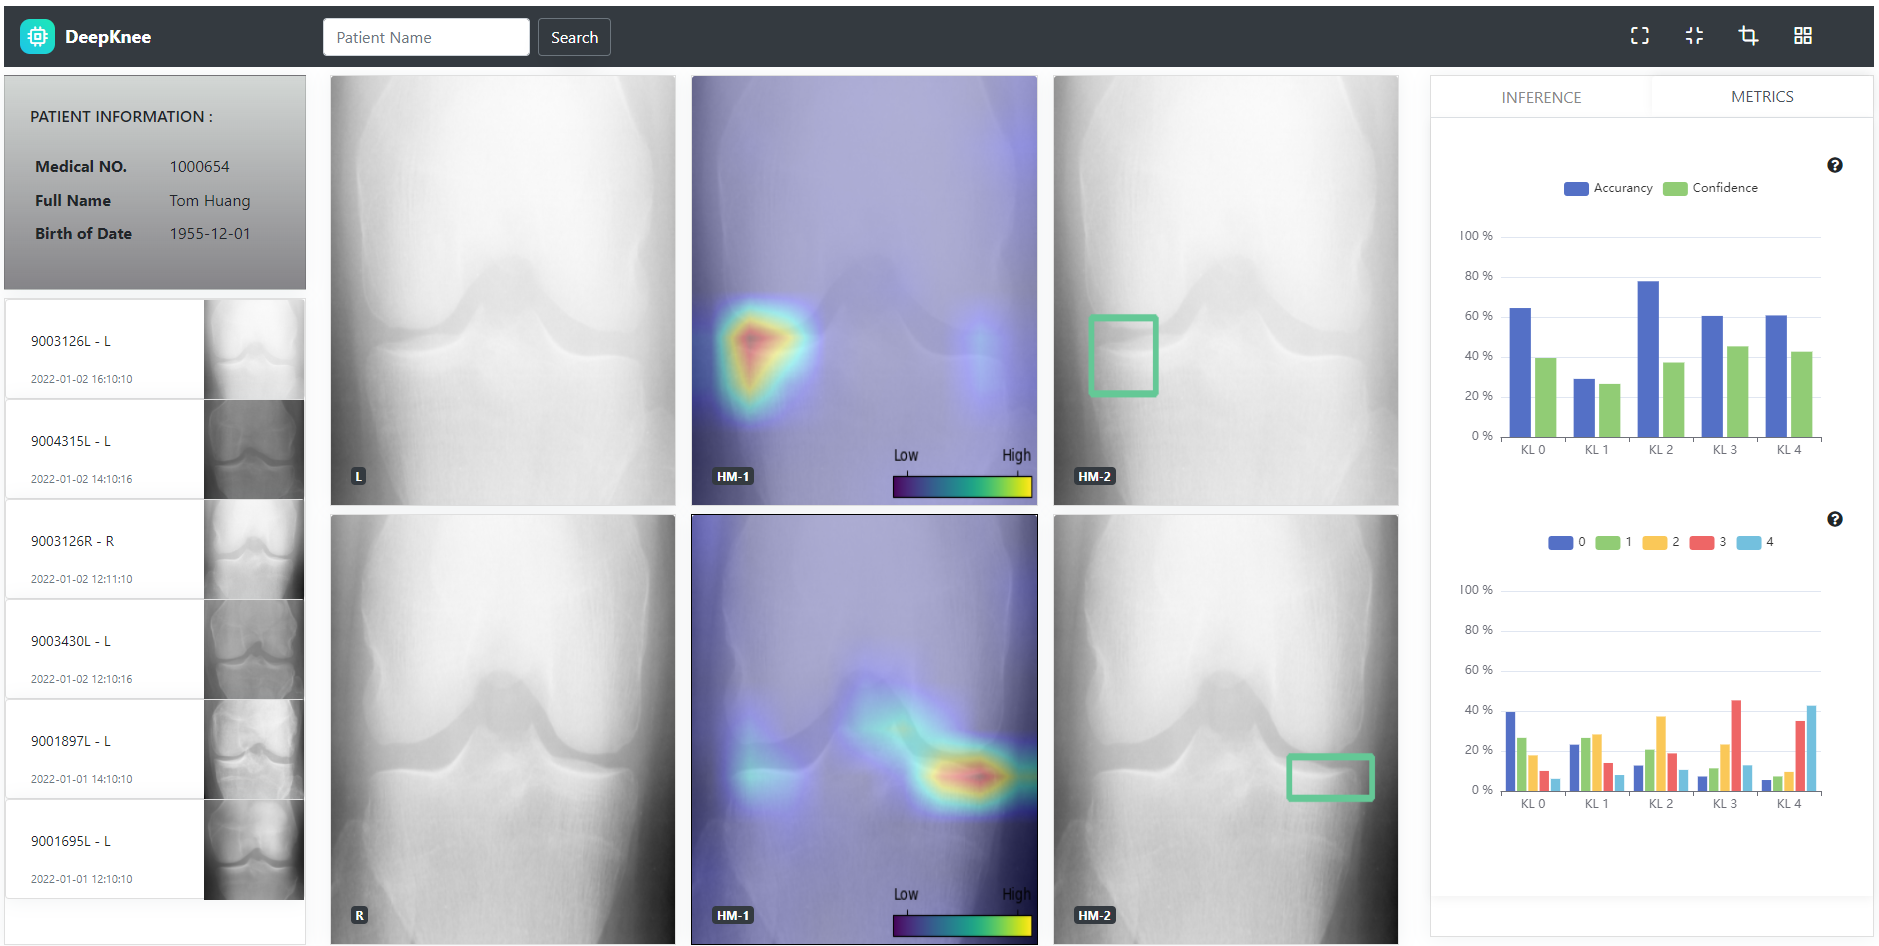 DeepKnee
Patient Name
Search
PATIENT INFORMATION :
Medical NO. 1000654
Full Name Tom Huang
Birth of Date 1955-12-01
9003126L - L
2022-01-02 16:10:10
9004315L - L
2022-01-02 14:10:16
9003126R - R
2022-01-02 12:11:10
9003430L - L
2022-01-02 12:10:16
9001897L - L
2022-01-01 14:10:10
9001695L - L
2022-01-01 12:10:10
L
Low High
HM-1
HM-2
R
Low High
HM-1
HM-2
INFERENCE METRICS
Accurancy Confidence
100 %
80 %
60 %
40 %
20 %
0 %
KL 0 KL 1 KL 2 KL 3 KL 4
0 1 2 3 4
100 %
80 %
60 %
40 %
20 %
0 %
KL 0 KL 1 KL 2 KL 3 KL 4